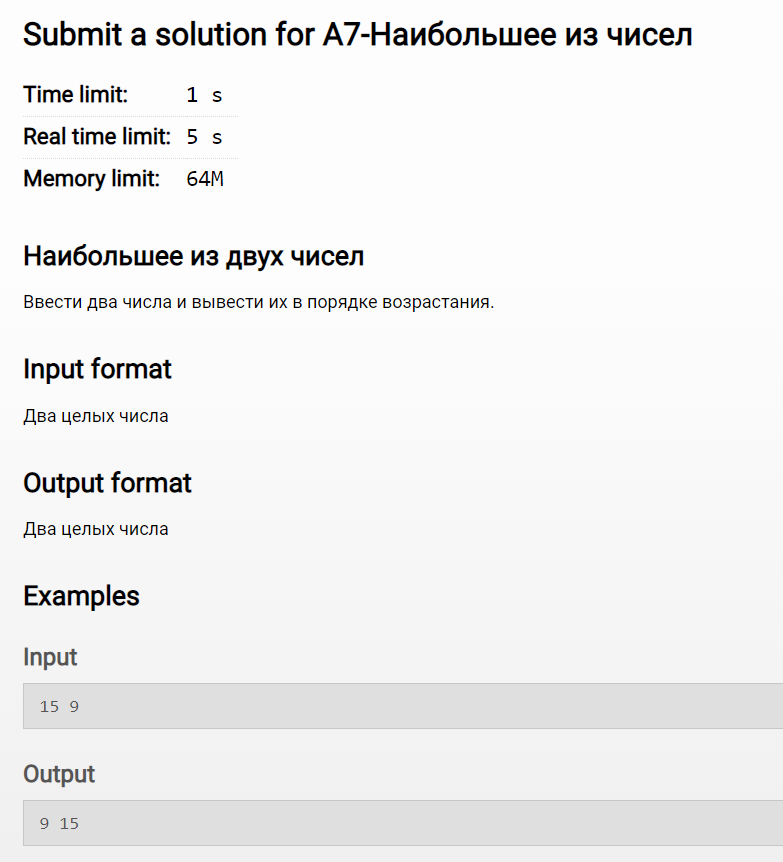 Submit a solution for A7-Наибольшее из чисел
Time limit: 1 s
Real time limit: 5 s
Memory limit: 64M
Наибольшее из двух чисел
Ввести два числа и вывести их в порядке возрастания.
Input format
Два целых числа
Output format
Два целых числа
Examples
Input
15 9
Output
9 15